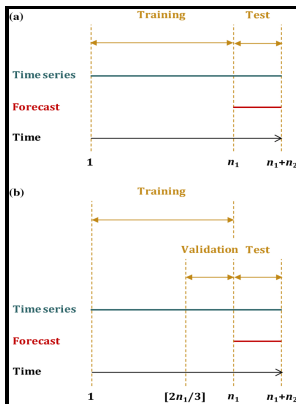 (a)
Training Test
Time series
Forecast
Time
1 n₁ n₁+n₂
(b)
Training
Validation Test
Time series
Forecast
Time
1 [2n₁/3] n₁ n₁+n₂